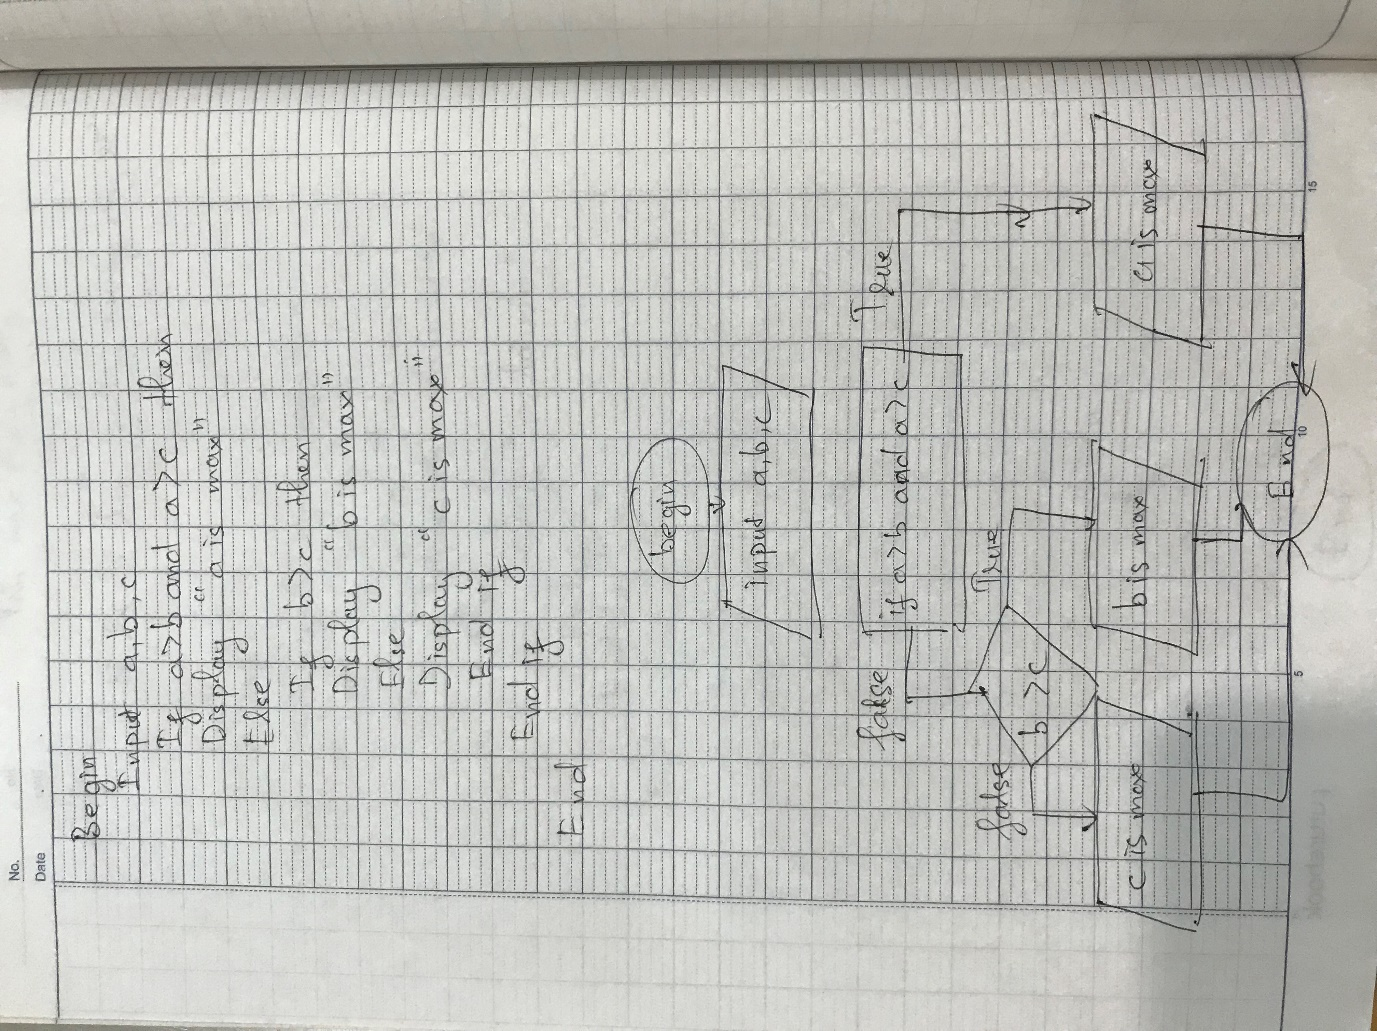 No.
Date
Begin
Input a, b, c
If a>b and a>c then
Display "a is max"
Else
If b>c then
Display "b is max"
Else
Display "c is max"
End if
End if
End
begin
input a,b,c
if a>b and a>c
false
True
b >c
false
True
c is max
b is max
a is max
End
5
10
15